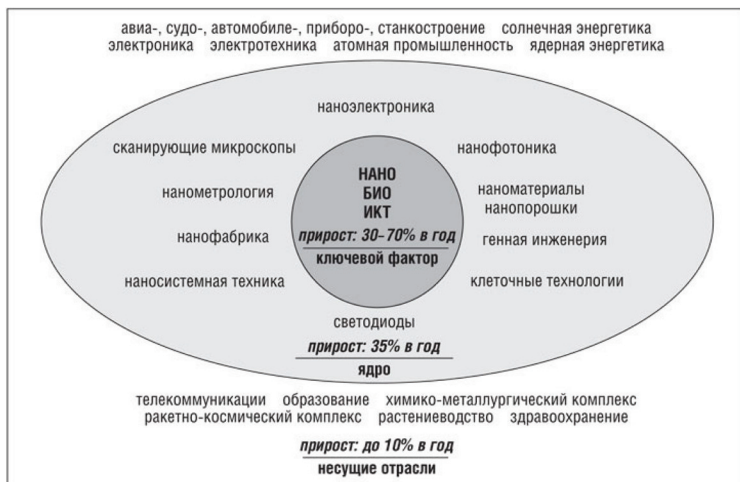 авиа-, судо-, автомобиле-, приборо-, станкостроение солнечная энергетика
электроника электротехника атомная промышленность ядерная энергетика
наноэлектроника
сканирующие микроскопы
нанофотоника
нанометрология
наноматериалы
нанопорошки
нанофабрика
генная инженерия
наносистемная техника
клеточные технологии
НАНО
БИО
ИКТ
прирост: 30–70% в год
ключевой фактор
светодиоды
прирост: 35% в год
ядро
телекоммуникации образование химико-металлургический комплекс
ракетно-космический комплекс растениеводство здравоохранение
прирост: до 10% в год
несущие отрасли